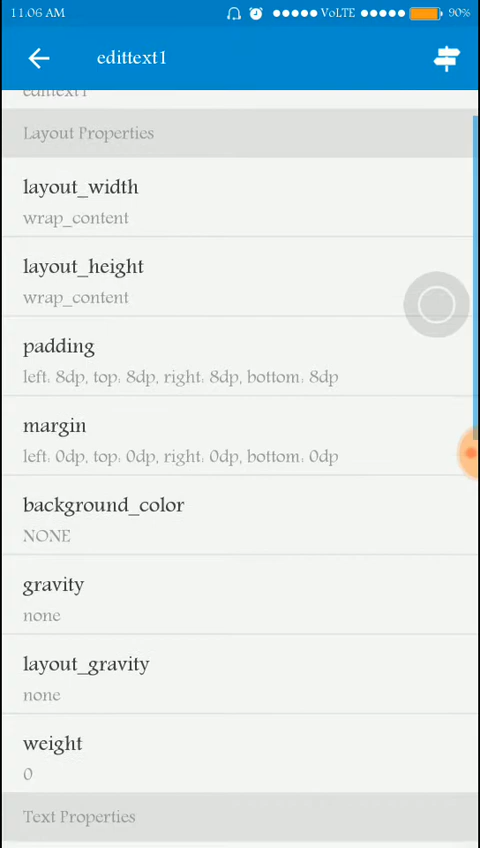 11.06 AM VoLTE 90%
edittext1
edittext1
Layout Properties
layout_width
wrap_content
layout_height
wrap_content
padding
left: 8dp, top: 8dp, right: 8dp, bottom: 8dp
margin
left: 0dp, top: 0dp, right: 0dp, bottom: 0dp
background_color
NONE
gravity
none
layout_gravity
none
weight
0
Text Properties